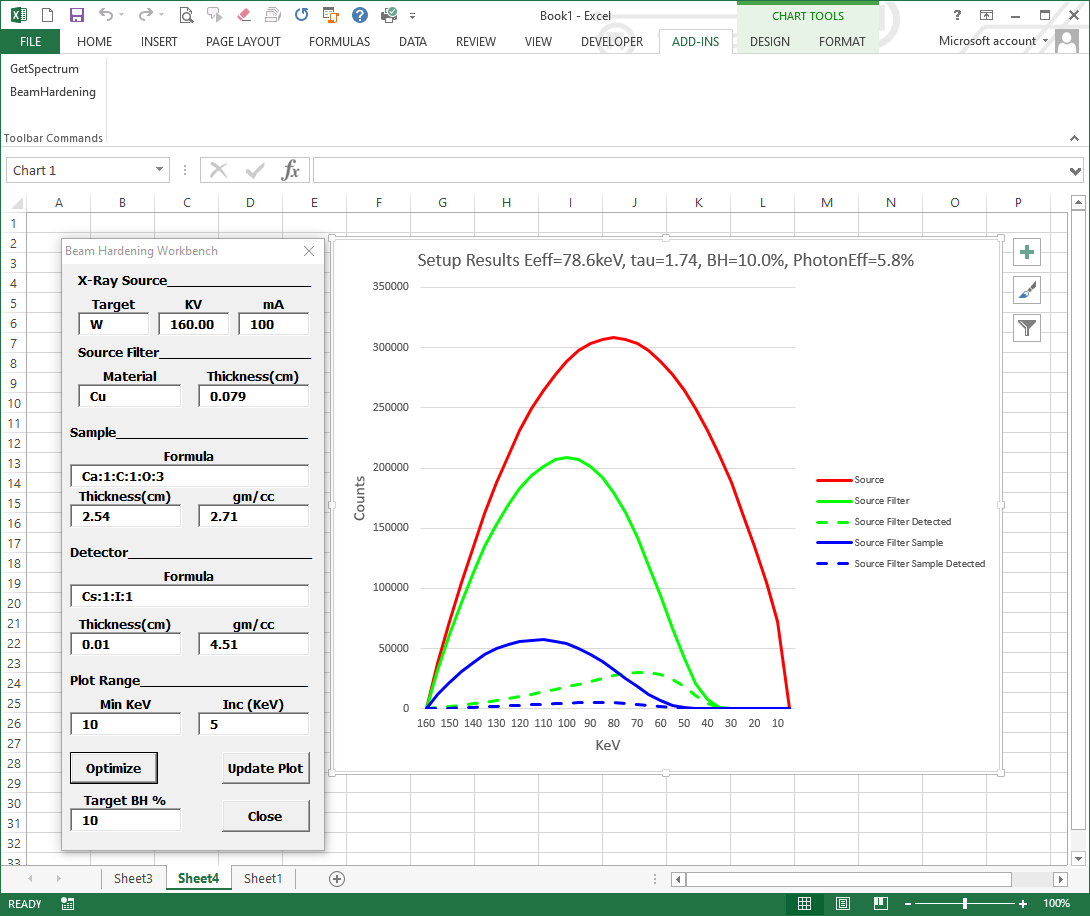 Book1 - Excel
CHART TOOLS
FILE HOME INSERT PAGE LAYOUT FORMULAS DATA REVIEW VIEW DEVELOPER ADD-INS DESIGN FORMAT Microsoft account
GetSpectrum
BeamHardening
Toolbar Commands
Chart 1 fx
A B C D E F G H I J K L M N O P
1
2
3
4
5
6
7
8
9
10
11
12
13
14
15
16
17
18
19
20
21
22
23
24
25
26
27
28
29
30
31
32
33
Beam Hardening Workbench
X-Ray Source
Target KV mA
W 160.00 100
Source Filter
Material Thickness(cm)
Cu 0.079
Sample
Formula
Ca:1:C:1:O:3
Thickness(cm) gm/cc
2.54 2.71
Detector
Formula
Cs:1:I:1
Thickness(cm) gm/cc
0.01 4.51
Plot Range
Min KeV Inc (KeV)
10 5
Optimize Update Plot
Target BH %
10 Close
Setup Results Eeff=78.6keV, tau=1.74, BH=10.0%, PhotonEff=5.8%
350000
300000
250000
200000
150000
100000
50000
0
Counts
160 150 140 130 120 110 100 90 80 70 60 50 40 30 20 10
KeV
Source
Source Filter
Source Filter Detected
Source Filter Sample
Source Filter Sample Detected
Sheet3 Sheet4 Sheet1
READY 100%